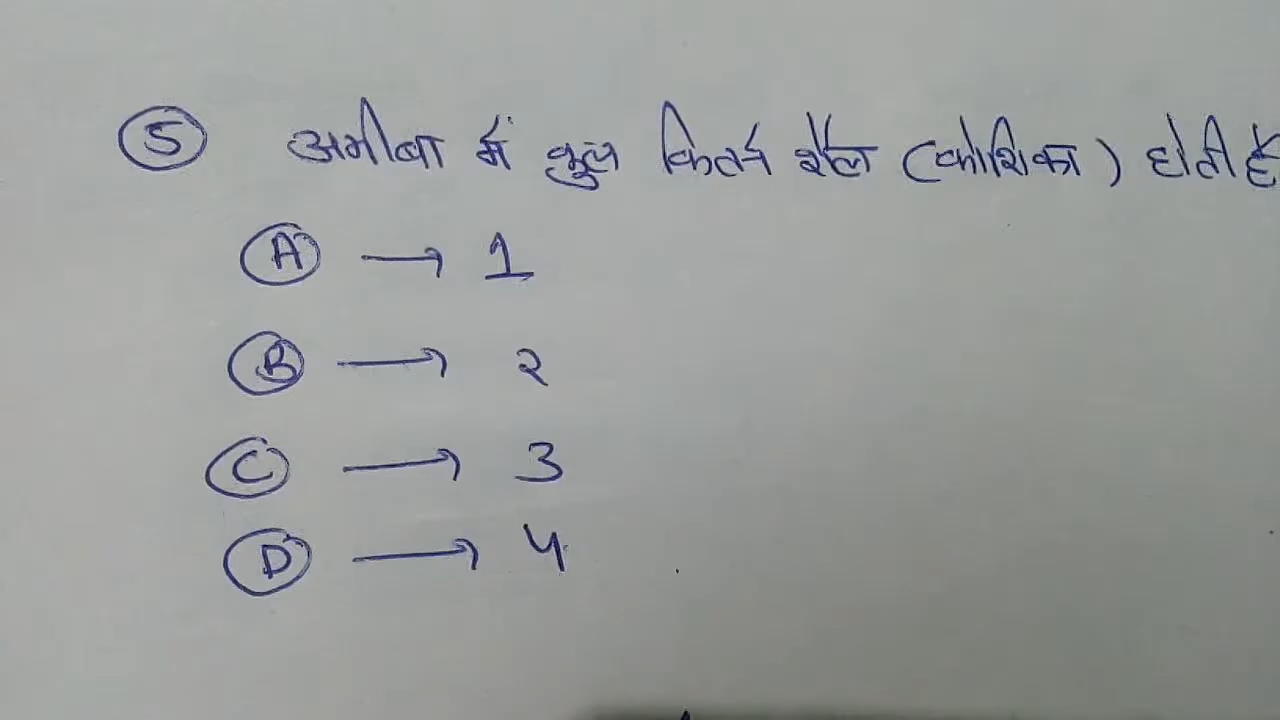 5 अमीबा में कुल कितने शैल (कोशिका) होती है
A → 1
B → 2
C → 3
D → 4